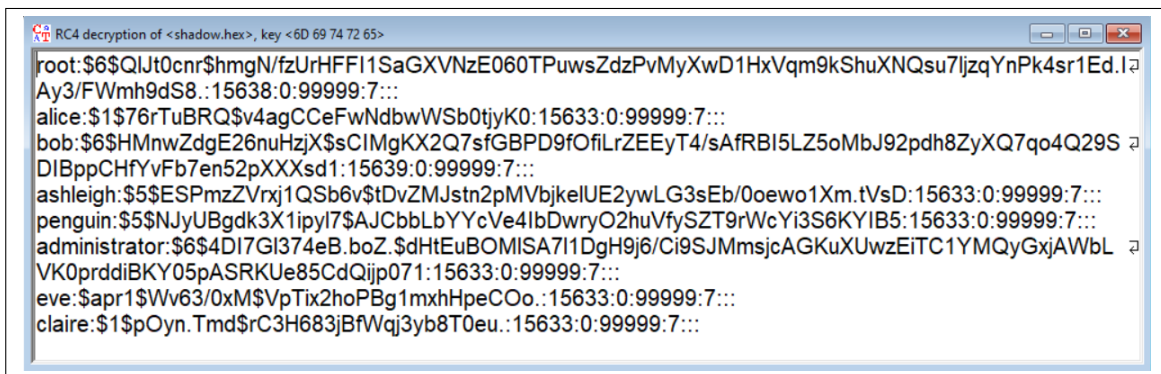 RC4 decryption of <shadow.hex>, key <6D 69 74 72 65>
root:$6$QlJt0cnr$hmgN/fzUrHFFI1SaGXVNzE060TPuwsZdzPvMyXwD1HxVqm9kShuXNQsu7ljzqYnPk4sr1Ed.I
Ay3/FWmh9dS8.:15638:0:99999:7:::
alice:$1$76rTuBRQ$v4agCCeFwNdbwWSb0tjyK0:15633:0:99999:7:::
bob:$6$HMnwZdgE26nuHzjX$sCIMgKX2Q7sfGBPD9fOfiLrZEEyT4/sAfRBI5LZ5oMbJ92pdh8ZyXQ7qo4Q29S
DIBppCHfYvFb7en52pXXXsd1:15639:0:99999:7:::
ashleigh:$5$ESPmzZVrxj1QSb6v$tDvZMJstn2pMVbjkelUE2ywLG3sEb/0oewo1Xm.tVsD:15633:0:99999:7:::
penguin:$5$NJyUBgdk3X1ipyI7$AJCbbLbYYcVe4IbDwryO2huVfySZT9rWcYi3S6KYIB5:15633:0:99999:7:::
administrator:$6$4DI7GI374eB.boZ.$dHtEuBOMlSA7l1DgH9j6/Ci9SJMmsjcAGKuXUwzEiTC1YMQyGxjAWbL
VK0prddiBKY05pASRKUe85CdQijp071:15633:0:99999:7:::
eve:$apr1$Wv63/0xM$VpTix2hoPBg1mxhHpeCOo.:15633:0:99999:7:::
claire:$1$pOyn.Tmd$rC3H683jBfWqj3yb8T0eu.:15633:0:99999:7:::